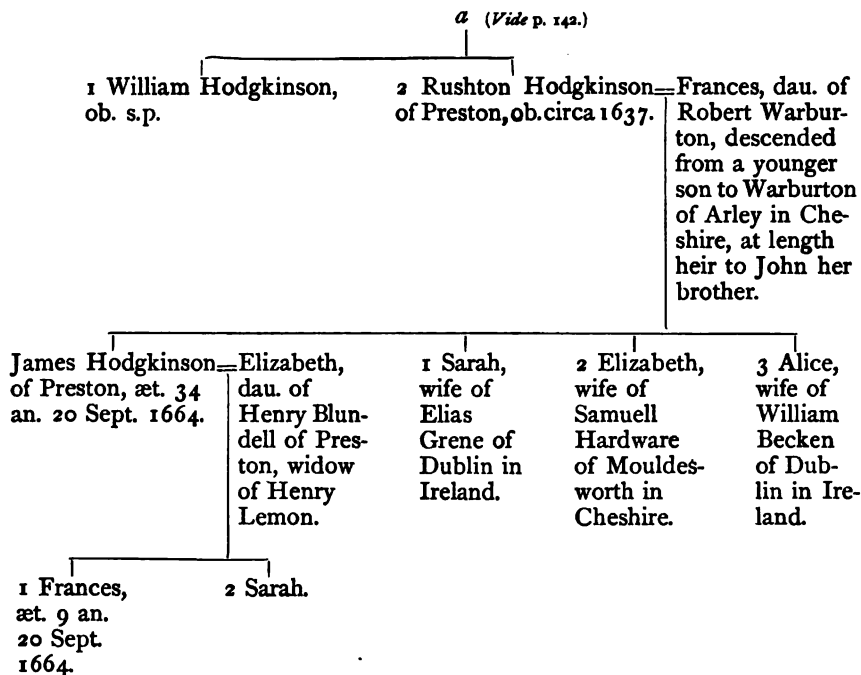 a (Vide p. 142.)
1 William Hodgkinson,
ob. s.p.
2 Rushton Hodgkinson=
of Preston, ob. circa 1637.
Frances, dau. of
Robert Warbur-
ton, descended
from a younger
son to Warburton
of Arley in Che-
shire, at length
heir to John her
brother.
James Hodgkinson=
of Preston, æt. 34
an. 20 Sept. 1664.
Elizabeth,
dau. of
Henry Blun-
dell of Pres-
ton, widow
of Henry
Lemon.
1 Sarah,
wife of
Elias
Grene of
Dublin in
Ireland.
2 Elizabeth,
wife of
Samuell
Hardware
of Mouldes-
worth in
Cheshire.
3 Alice,
wife of
William
Becken
of Dub-
lin in Ire-
land.
1 Frances,
æt. 9 an.
20 Sept.
1664.
2 Sarah.